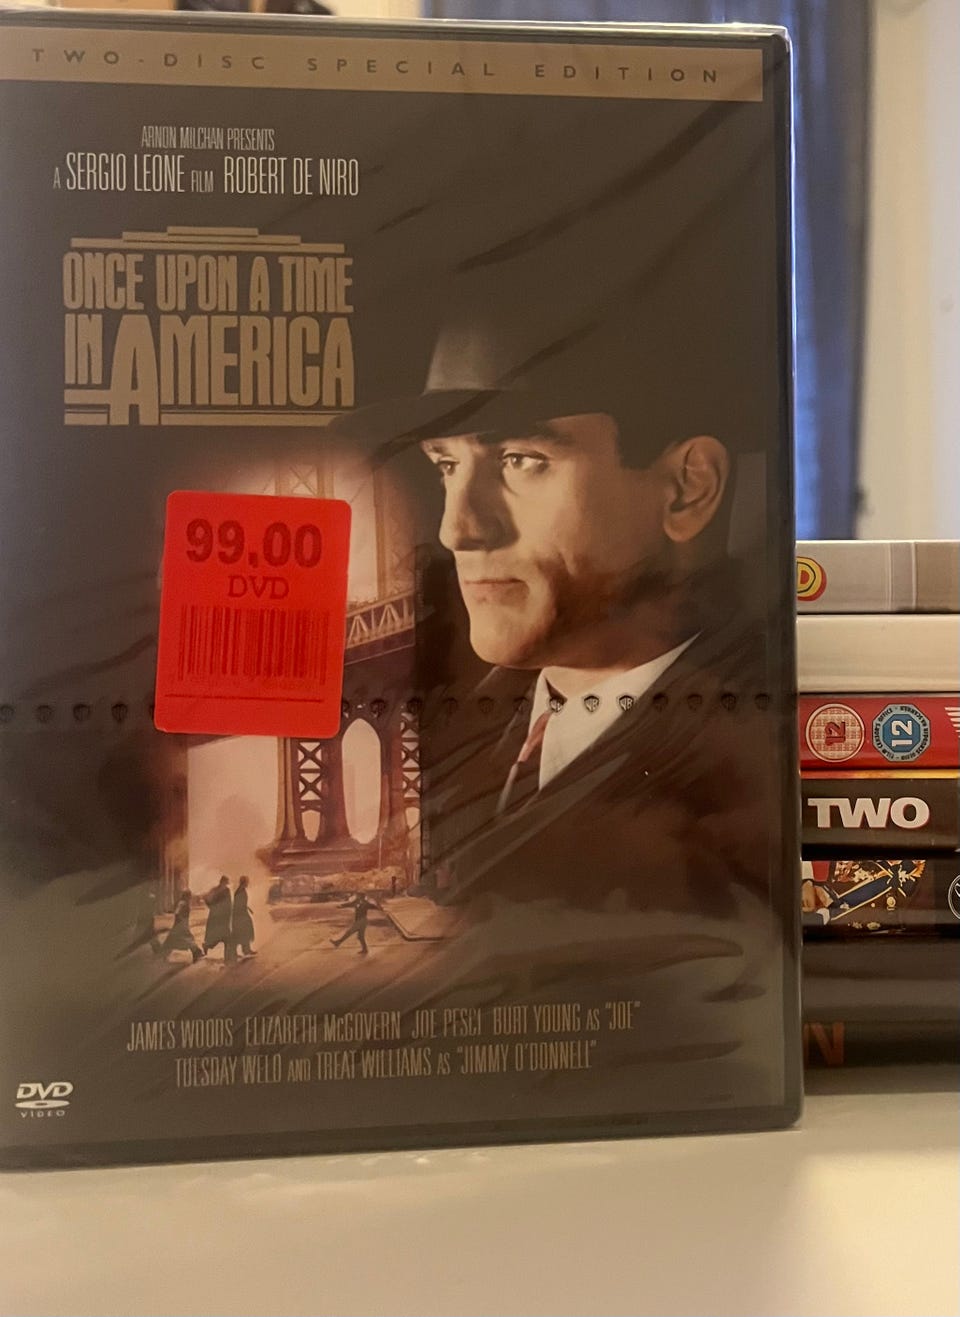 TWO-DISC SPECIAL EDITION
ARNON MILCHAN PRESENTS
A SERGIO LEONE FILM ROBERT DE NIRO
ONCE UPON A TIME
IN AMERICA
99,00
DVD
JAMES WOODS ELIZABETH McGOVERN JOE PESCI BURT YOUNG AS "JOE"
TUESDAY WELD AND TREAT WILLIAMS AS "JIMMY O'DONNELL"
DVD
VIDEO
D
12
12
TWO
N